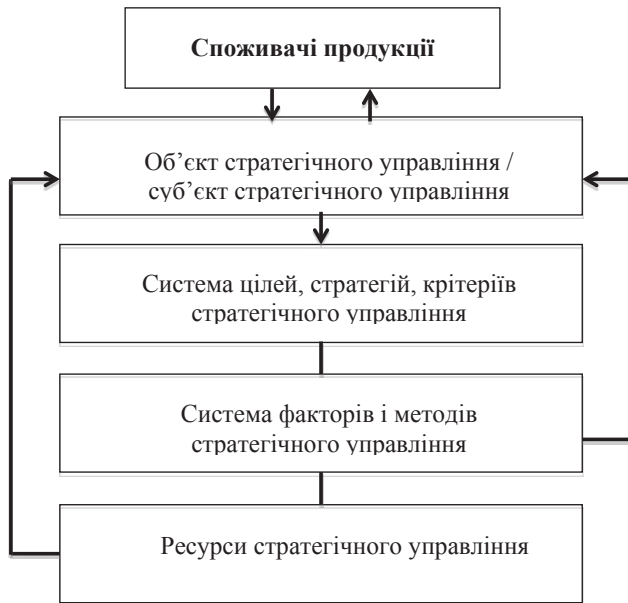 Споживачі продукції
Об’єкт стратегічного управління /
суб’єкт стратегічного управління
Система цілей, стратегій, крітеріїв
стратегічного управління
Система факторів і методів
стратегічного управління
Ресурси стратегічного управління